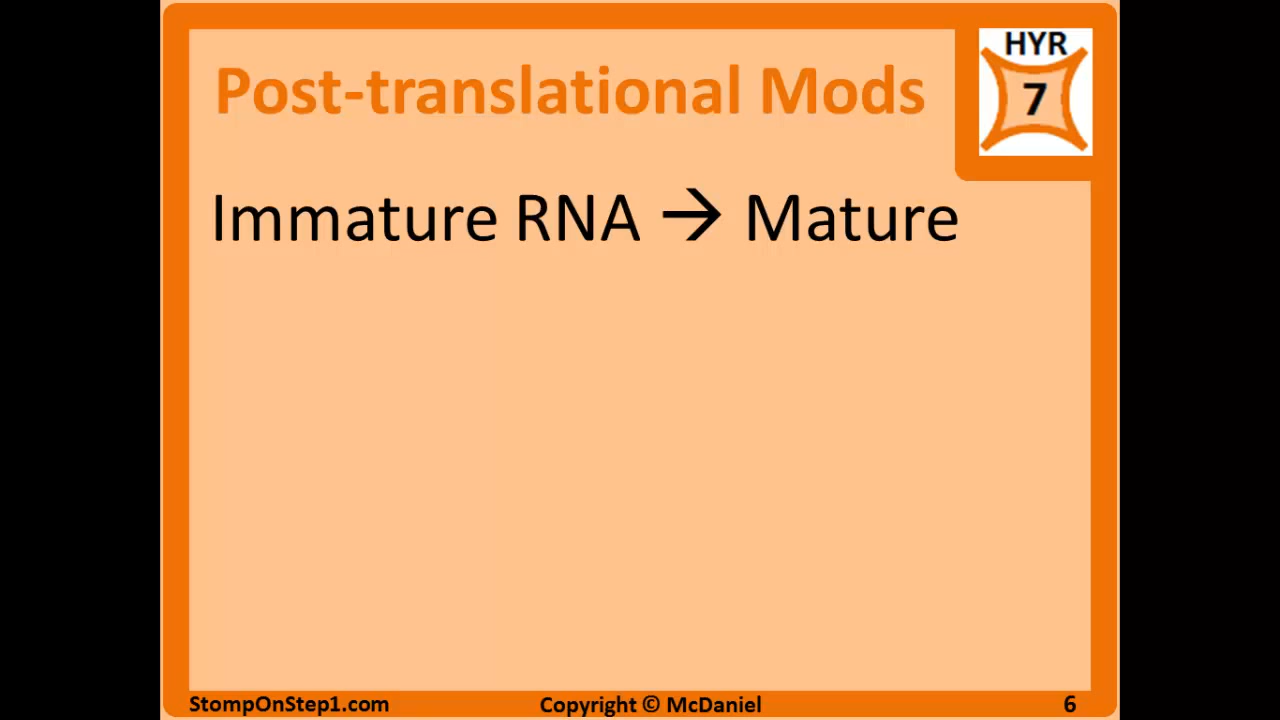 HYR
7
Post-translational Mods
Immature RNA → Mature
StompOnStep1.com
Copyright © McDaniel
6